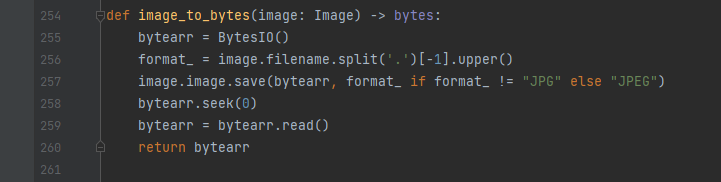 254 def image_to_bytes(image: Image) -> bytes:
255     bytearr = BytesIO()
256     format_ = image.filename.split('.')[-1].upper()
257     image.image.save(bytearr, format_ if format_ != "JPG" else "JPEG")
258     bytearr.seek(0)
259     bytearr = bytearr.read()
260     return bytearr
261